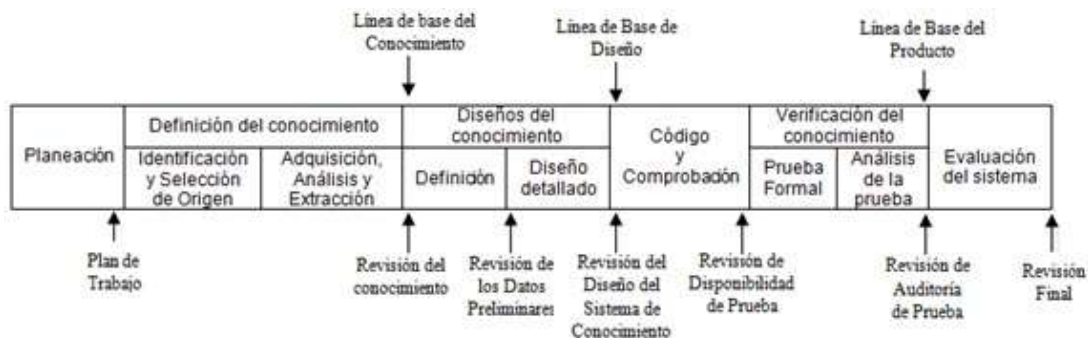 Línea de base del
Conocimiento
Línea de Base de
Diseño
Línea de Base del
Producto
Planeación
Definición del conocimiento
Identificación
y Selección
de Origen
Adquisición,
Análisis y
Extracción
Diseños del
conocimiento
Definición
Diseño
detallado
Código
y
Comprobación
Verificación del
conocimiento
Prueba
Formal
Análisis
de la
prueba
Evaluación
del sistema
Plan de
Trabajo
Revisión del
conocimiento
Revisión de
los Datos
Preliminares
Revisión del
Diseño del
Sistema de
Conocimiento
Revisión de
Disponibilidad
de Prueba
Revisión de
Auditoría
de Prueba
Revisión
Final